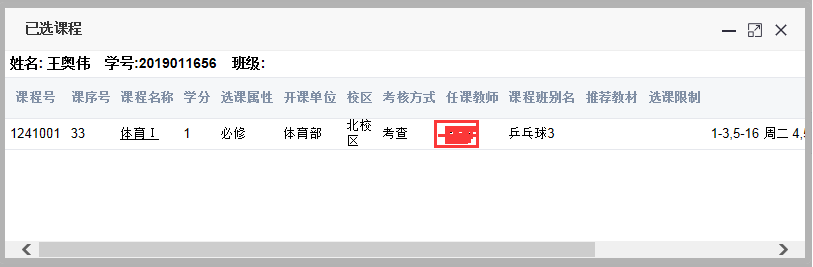 已选课程
姓名: 王奥伟 学号:2019011656 班级:
课程号 课序号 课程名称 学分 选课属性 开课单位 校区 考核方式 任课教师 课程班别名 推荐教材 选课限制
1241001 33 体育Ⅰ 1 必修 体育部 北校区 考查 乒乓球3 1-3,5-16 周二 4,